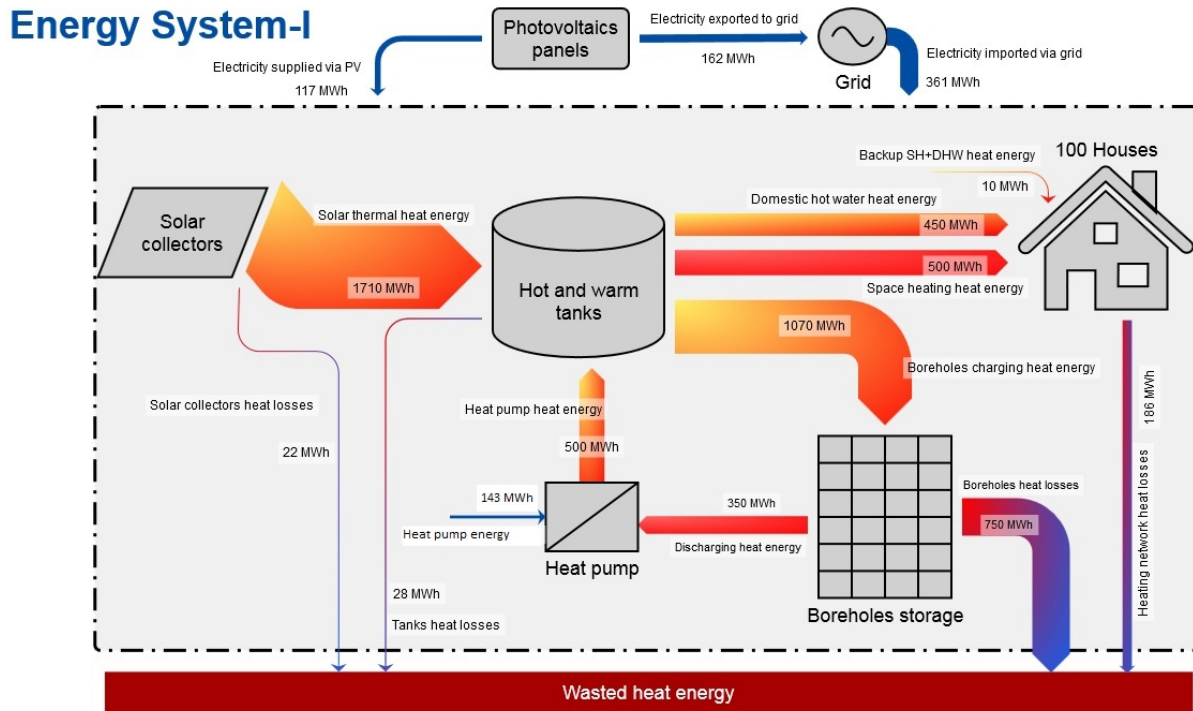 Energy System-I
Photovoltaics
panels
Electricity exported to grid
162 MWh
Grid
Electricity imported via grid
361 MWh
Electricity supplied via PV
117 MWh
Solar
collectors
Solar thermal heat energy
1710 MWh
Hot and warm
tanks
Backup SH+DHW heat energy
10 MWh
100 Houses
Domestic hot water heat energy
450 MWh
500 MWh
Space heating heat energy
1070 MWh
Boreholes charging heat energy
Solar collectors heat losses
22 MWh
Heat pump heat energy
500 MWh
143 MWh
Heat pump energy
Heat pump
350 MWh
Discharging heat energy
Boreholes storage
Boreholes heat losses
750 MWh
186 MWh
Heating network heat losses
28 MWh
Tanks heat losses
Wasted heat energy